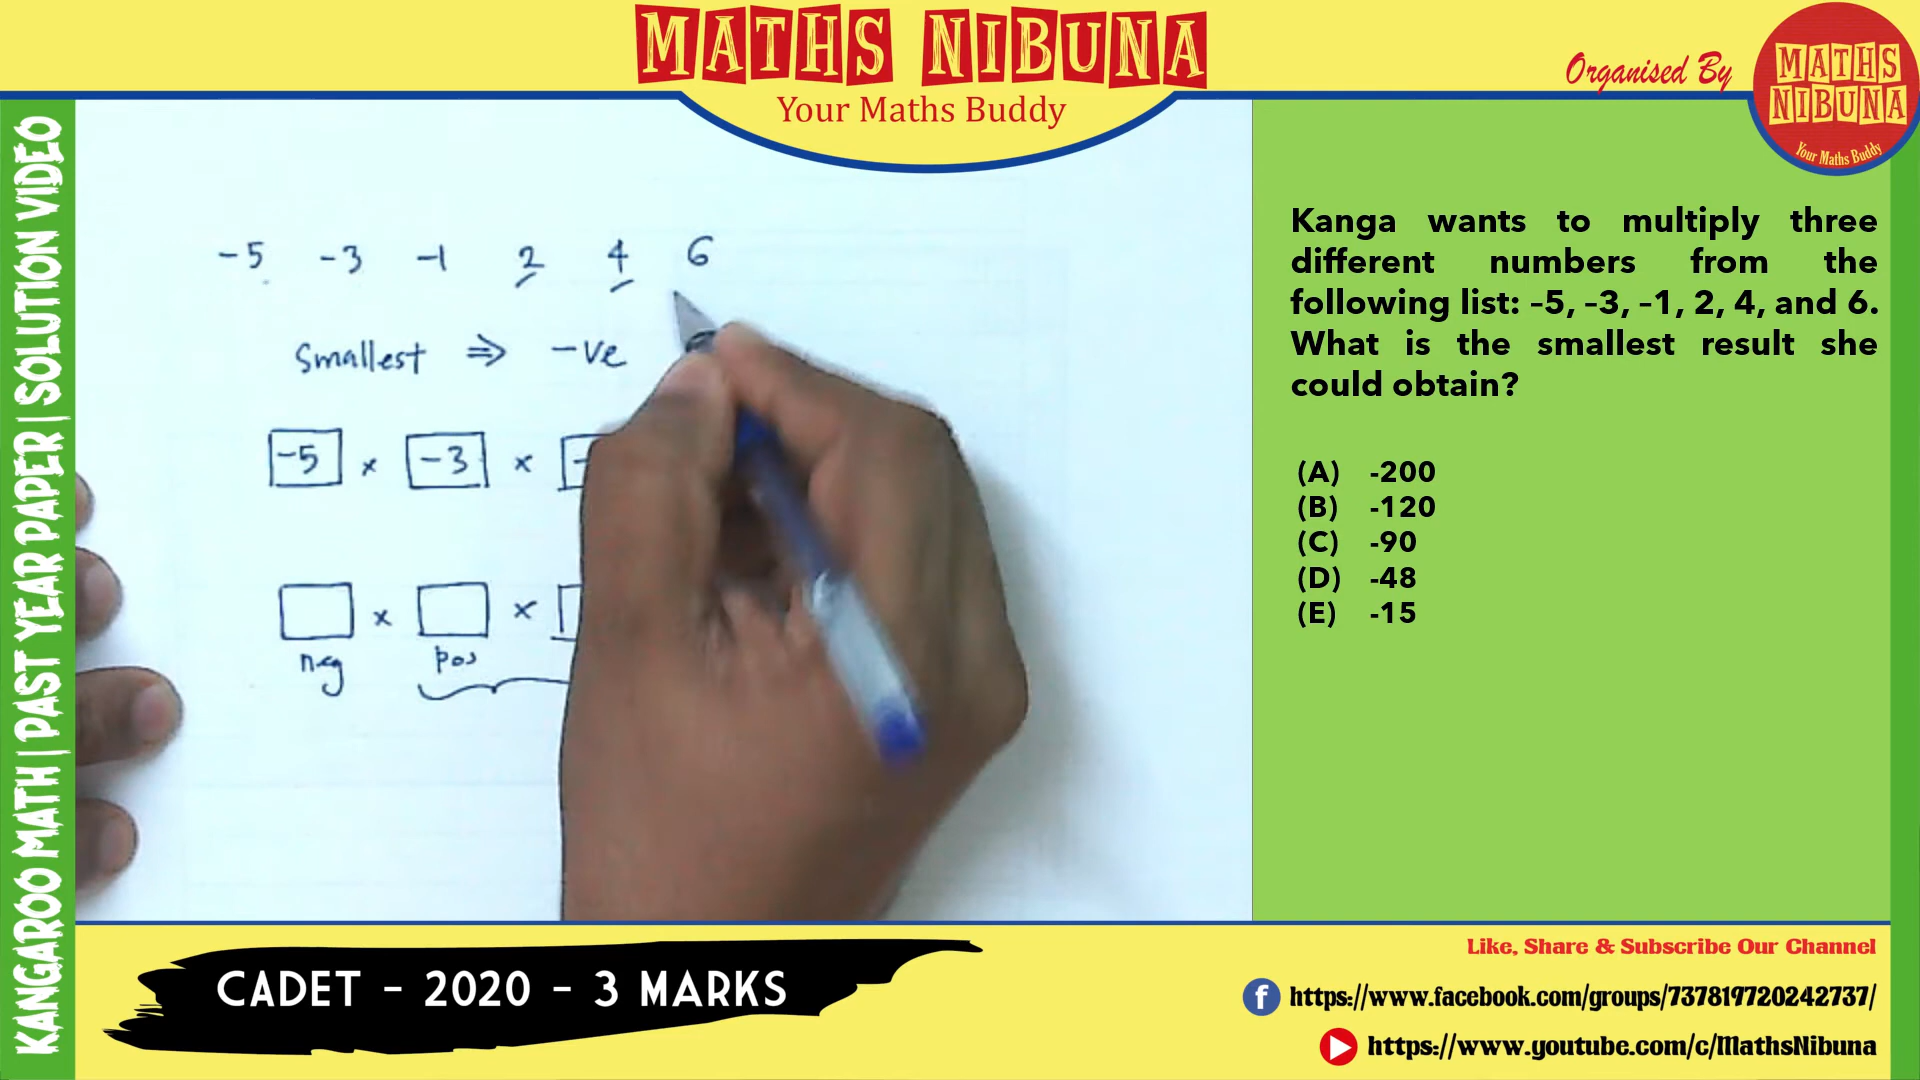 MATHS NIBUNA
Your Maths Buddy
Organised By
MATHS
NIBUNA
Your Maths Buddy
KANGAROO MATH | PAST YEAR PAPER | SOLUTION VIDEO
-5 -3 -1 2 4 6
Smallest ⇒ -ve
-5 × -3 ×
× ×
neg pos
Kanga wants to multiply three
different numbers from the
following list: –5, –3, –1, 2, 4, and 6.
What is the smallest result she
could obtain?
(A) -200
(B) -120
(C) -90
(D) -48
(E) -15
CADET - 2020 - 3 MARKS
Like, Share & Subscribe Our Channel
f https://www.facebook.com/groups/737819720242737/
https://www.youtube.com/c/MathsNibuna